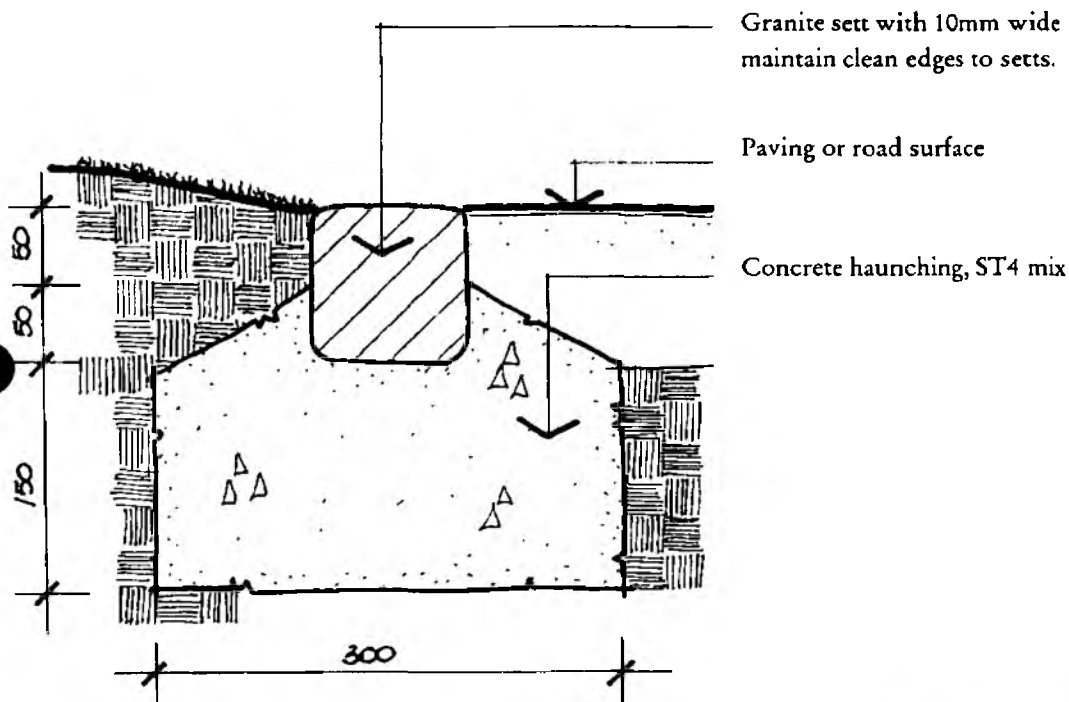 Granite sett with 10mm wide
maintain clean edges to setts.
Paving or road surface
Concrete haunching, ST4 mix
50
50
150
300